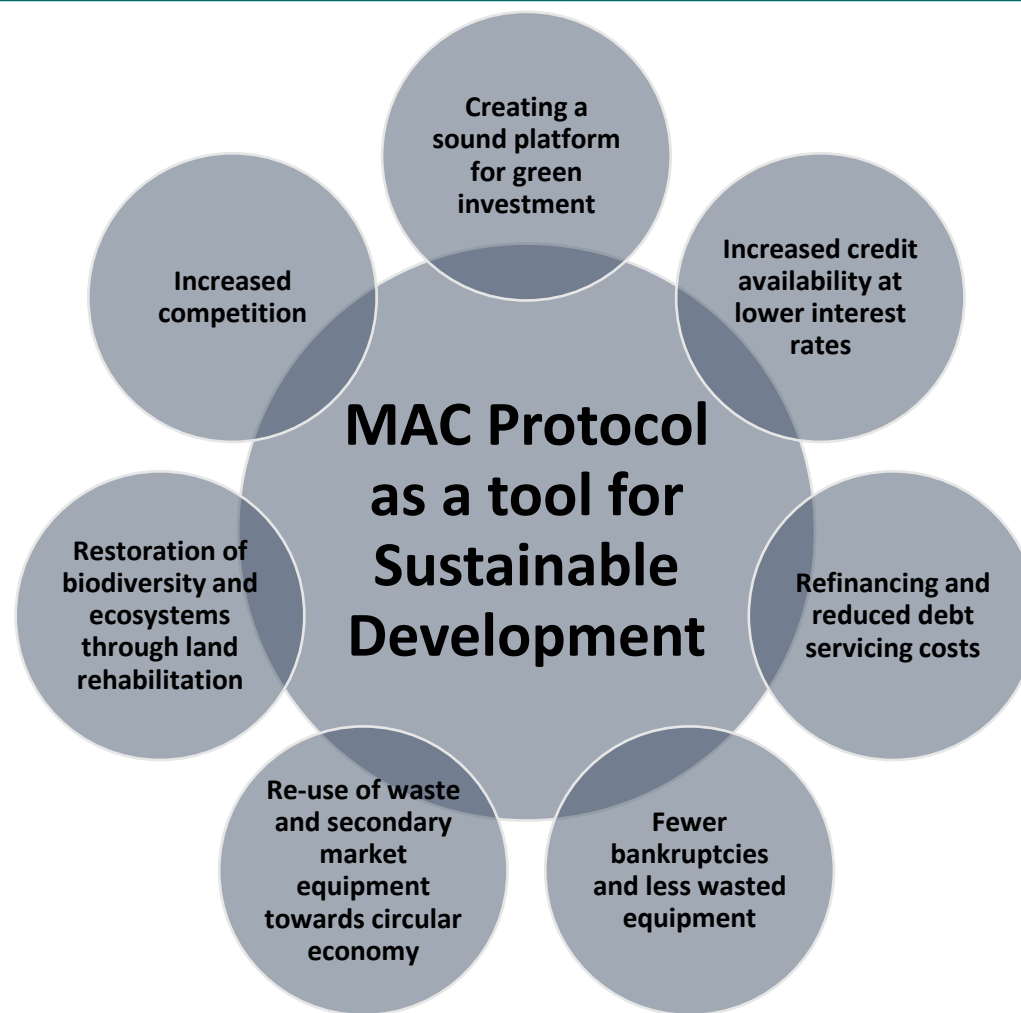 Creating a
sound platform
for green
investment
Increased credit
availability at
lower interest
rates
Refinancing and
reduced debt
servicing costs
Fewer
bankruptcies
and less wasted
equipment
Re-use of waste
and secondary
market
equipment
towards circular
economy
Restoration of
biodiversity and
ecosystems
through land
rehabilitation
Increased
competition
MAC Protocol
as a tool for
Sustainable
Development